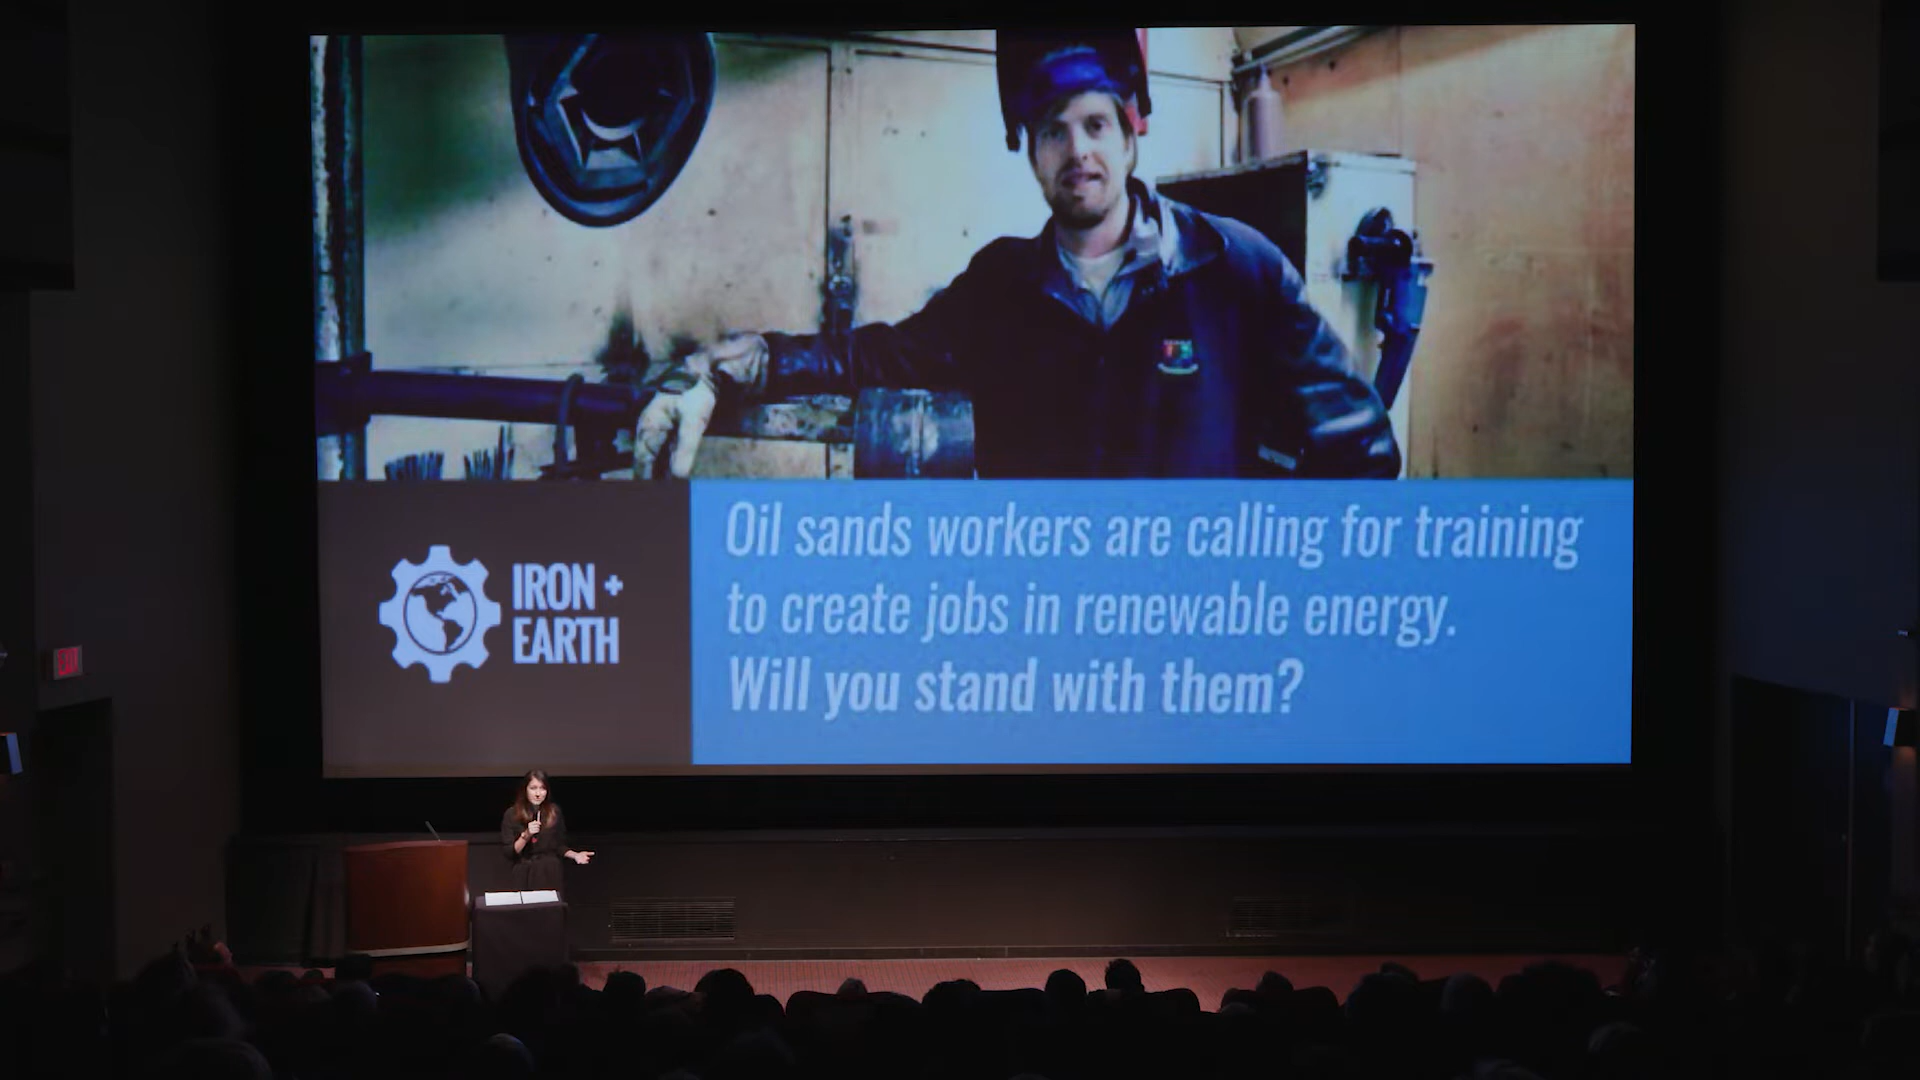 IRON +
EARTH
Oil sands workers are calling for training
to create jobs in renewable energy.
Will you stand with them?
EXIT